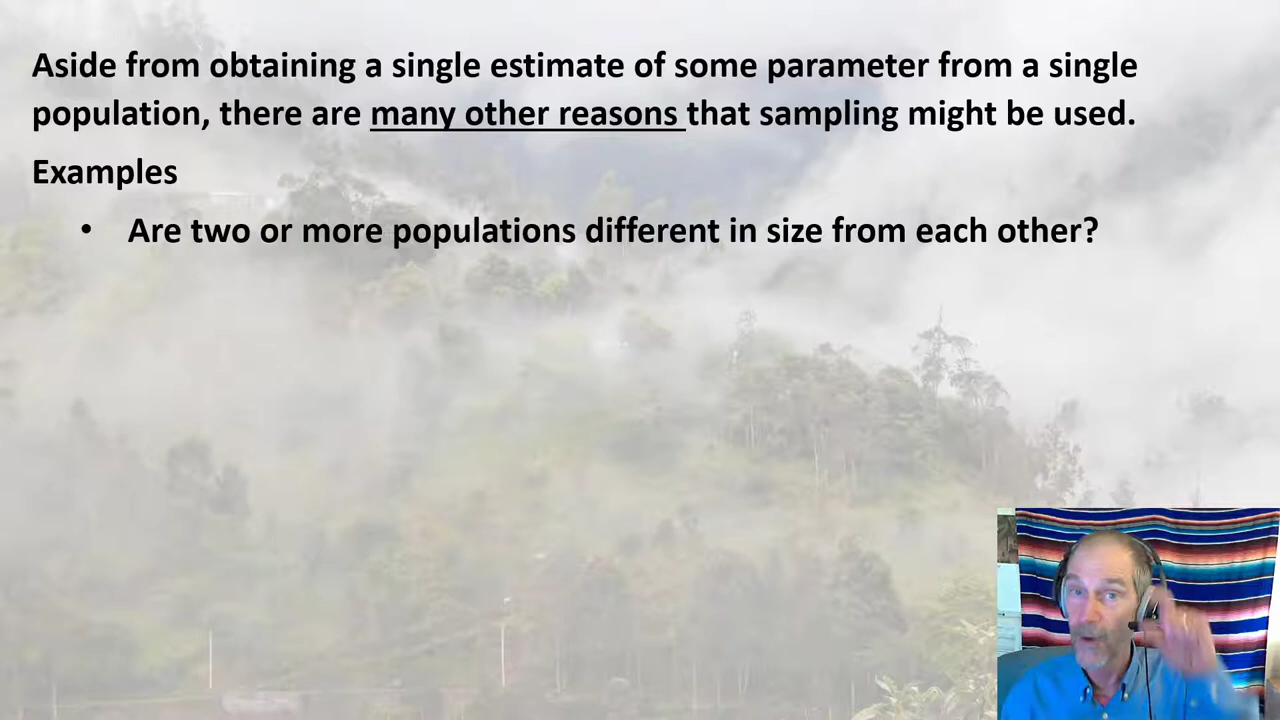 Aside from obtaining a single estimate of some parameter from a single
population, there are many other reasons that sampling might be used.
Examples
• Are two or more populations different in size from each other?